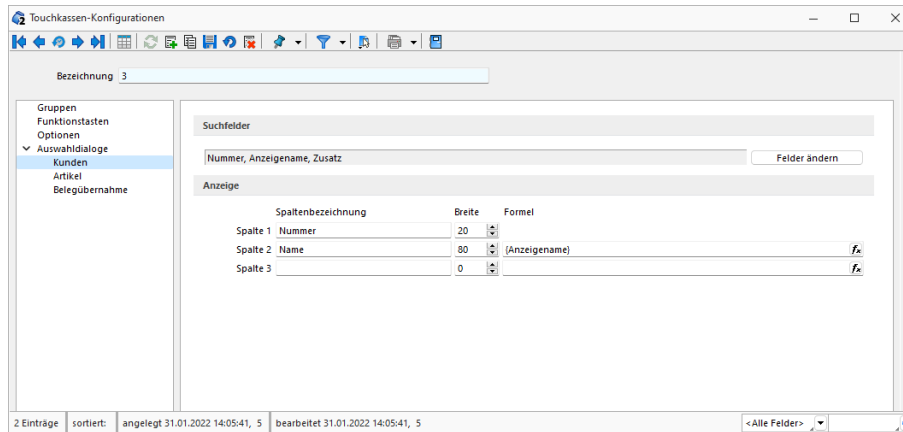 Touchkassen-Konfigurationen
Bezeichnung 3
Gruppen
Funktionstasten
Optionen
Auswahldialoge
Kunden
Artikel
Belegübernahme
Suchfelder
Nummer, Anzeigename, Zusatz Felder ändern
Anzeige
Spaltenbezeichnung Breite Formel
Spalte 1 Nummer 20
Spalte 2 Name 80 {Anzeigename} fx
Spalte 3 0 fx
2 Einträge sortiert: angelegt 31.01.2022 14:05:41, 5 bearbeitet 31.01.2022 14:05:41, 5 <Alle Felder>